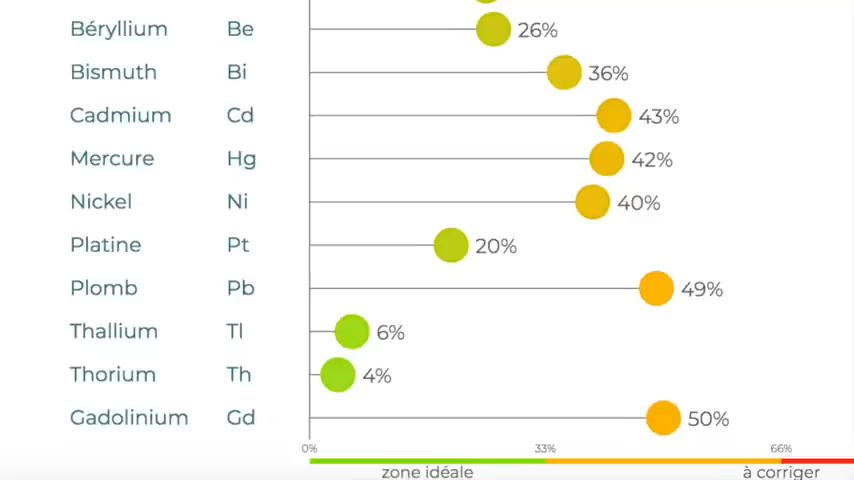 Béryllium Be 26%
Bismuth Bi 36%
Cadmium Cd 43%
Mercure Hg 42%
Nickel Ni 40%
Platine Pt 20%
Plomb Pb 49%
Thallium Tl 6%
Thorium Th 4%
Gadolinium Gd 50%
0% 33% 66%
zone idéale à corriger